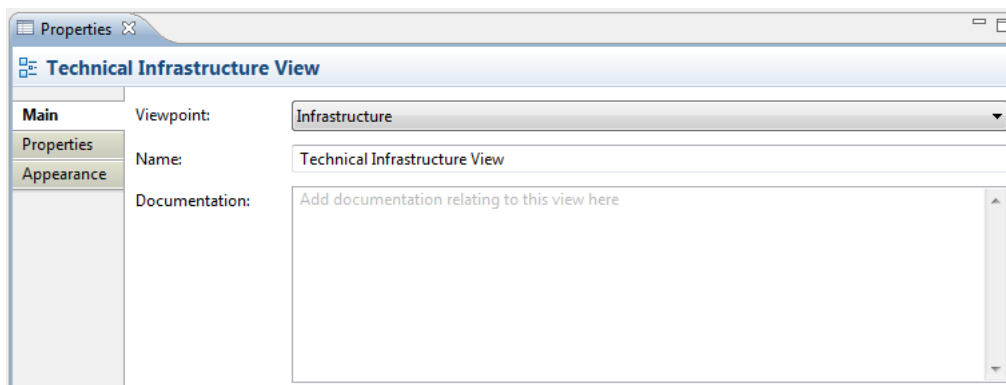 Properties
Technical Infrastructure View
Main
Viewpoint:
Infrastructure
Properties
Name:
Technical Infrastructure View
Appearance
Documentation:
Add documentation relating to this view here